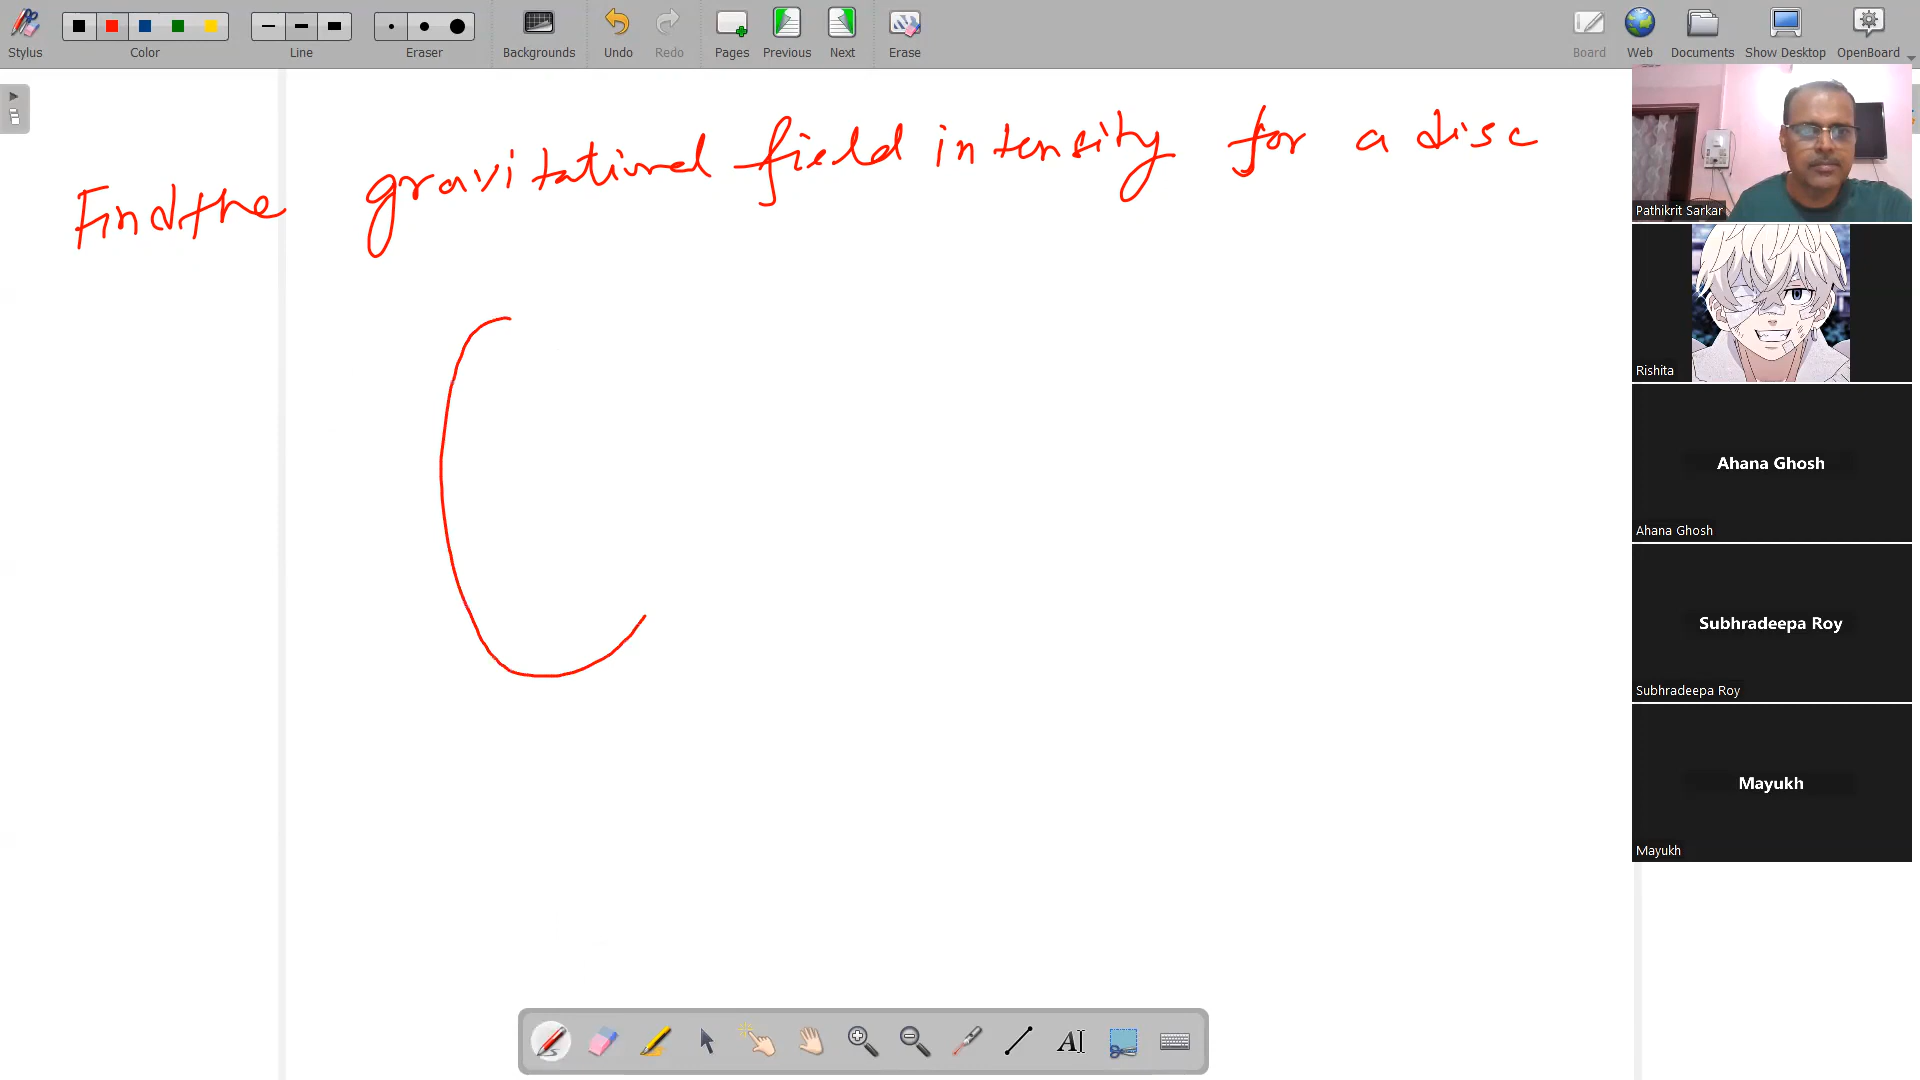 Stylus
Color
Line
Eraser
Backgrounds
Undo
Redo
Pages
Previous
Next
Erase
Board
Web
Documents
Show Desktop
OpenBoard
Find the gravitational field intensity for a disc
Pathikrit Sarkar
Rishita
Ahana Ghosh
Ahana Ghosh
Subhradeepa Roy
Subhradeepa Roy
Mayukh
Mayukh
AI